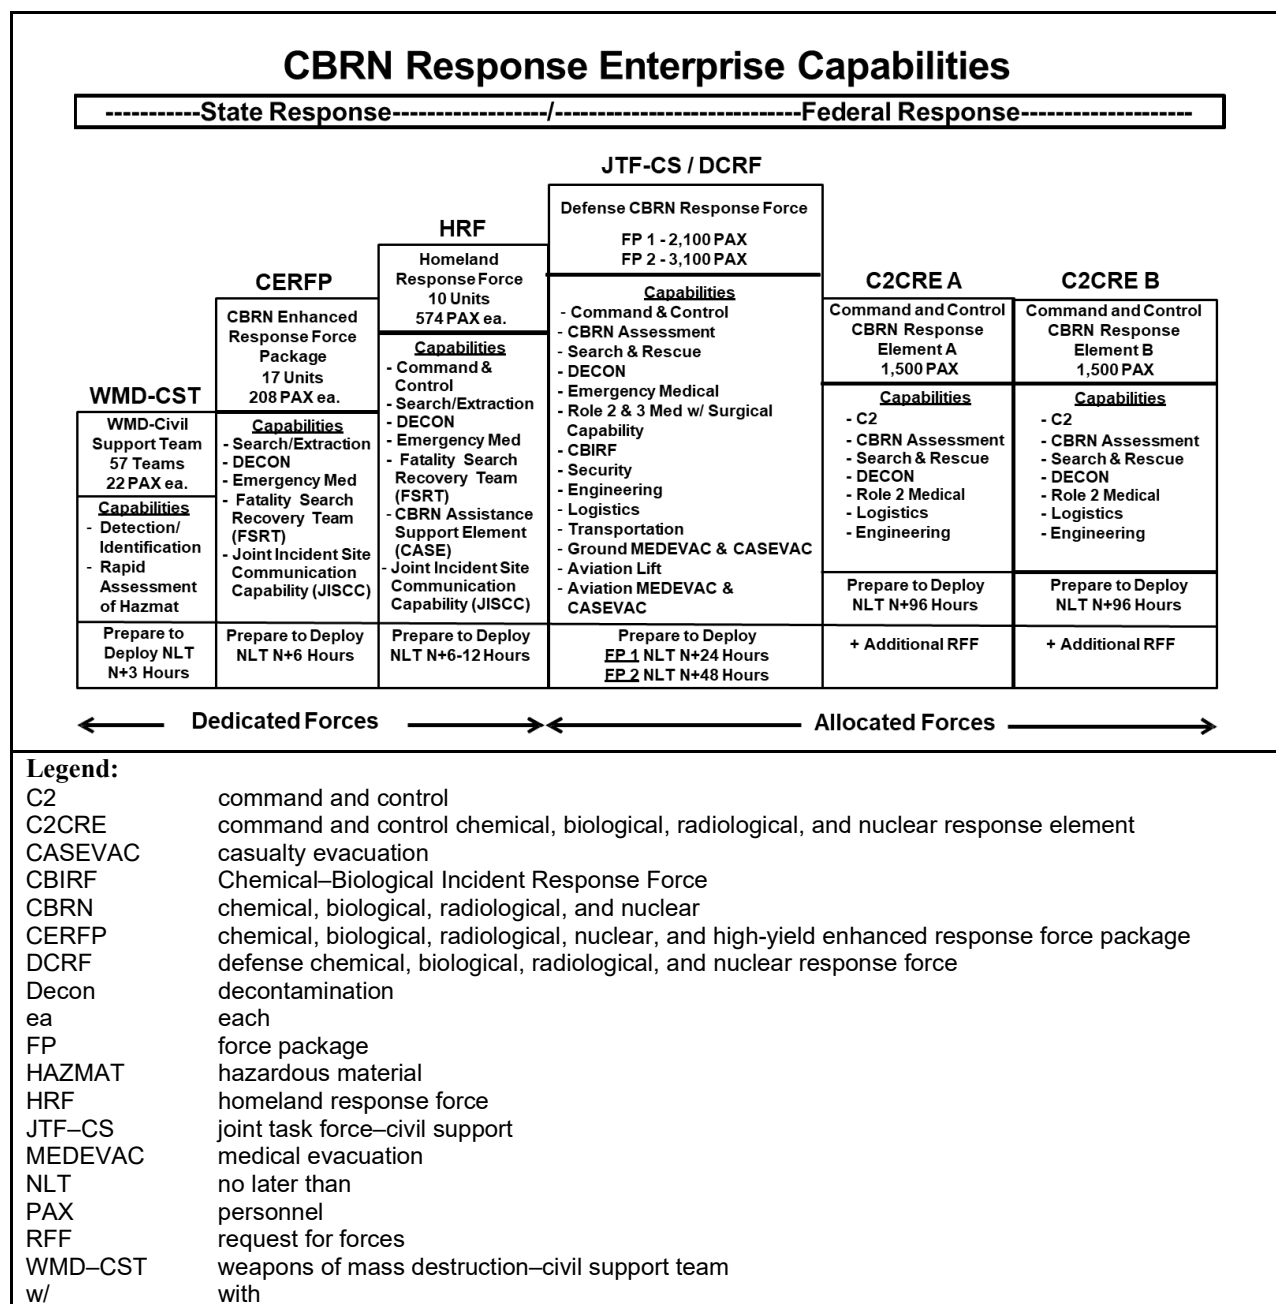 CBRN Response Enterprise Capabilities
-----------State Response------------------/----------------------------Federal Response--------------------
WMD-CST
WMD-Civil
Support Team
57 Teams
22 PAX ea.
Capabilities
- Detection/
Identification
- Rapid
Assessment
of Hazmat
Prepare to
Deploy NLT
N+3 Hours
CERFP
CBRN Enhanced
Response Force
Package
17 Units
208 PAX ea.
Capabilities
- Search/Extraction
- DECON
- Emergency Med
- Fatality Search
Recovery Team
(FSRT)
- Joint Incident Site
Communication
Capability (JISCC)
Prepare to Deploy
NLT N+6 Hours
HRF
Homeland
Response Force
10 Units
574 PAX ea.
Capabilities
- Command &
Control
- Search/Extraction
- DECON
- Emergency Med
- Fatality Search
Recovery Team
(FSRT)
- CBRN Assistance
Support Element
(CASE)
- Joint Incident Site
Communication
Capability (JISCC)
Prepare to Deploy
NLT N+6-12 Hours
JTF-CS / DCRF
Defense CBRN Response Force
FP 1 - 2,100 PAX
FP 2 - 3,100 PAX
Capabilities
- Command & Control
- CBRN Assessment
- Search & Rescue
- DECON
- Emergency Medical
- Role 2 & 3 Med w/ Surgical
Capability
- CBIRF
- Security
- Engineering
- Logistics
- Transportation
- Ground MEDEVAC & CASEVAC
- Aviation Lift
- Aviation MEDEVAC &
CASEVAC
Prepare to Deploy
FP 1 NLT N+24 Hours
FP 2 NLT N+48 Hours
C2CRE A
Command and Control
CBRN Response
Element A
1,500 PAX
Capabilities
- C2
- CBRN Assessment
- Search & Rescue
- DECON
- Role 2 Medical
- Logistics
- Engineering
Prepare to Deploy
NLT N+96 Hours
+ Additional RFF
C2CRE B
Command and Control
CBRN Response
Element B
1,500 PAX
Capabilities
- C2
- CBRN Assessment
- Search & Rescue
- DECON
- Role 2 Medical
- Logistics
- Engineering
Prepare to Deploy
NLT N+96 Hours
+ Additional RFF
Dedicated Forces
Allocated Forces
Legend:
C2 command and control
C2CRE command and control chemical, biological, radiological, and nuclear response element
CASEVAC casualty evacuation
CBIRF Chemical–Biological Incident Response Force
CBRN chemical, biological, radiological, and nuclear
CERFP chemical, biological, radiological, nuclear, and high-yield enhanced response force package
DCRF defense chemical, biological, radiological, and nuclear response force
Decon decontamination
ea each
FP force package
HAZMAT hazardous material
HRF homeland response force
JTF–CS joint task force–civil support
MEDEVAC medical evacuation
NLT no later than
PAX personnel
RFF request for forces
WMD–CST weapons of mass destruction–civil support team
w/ with